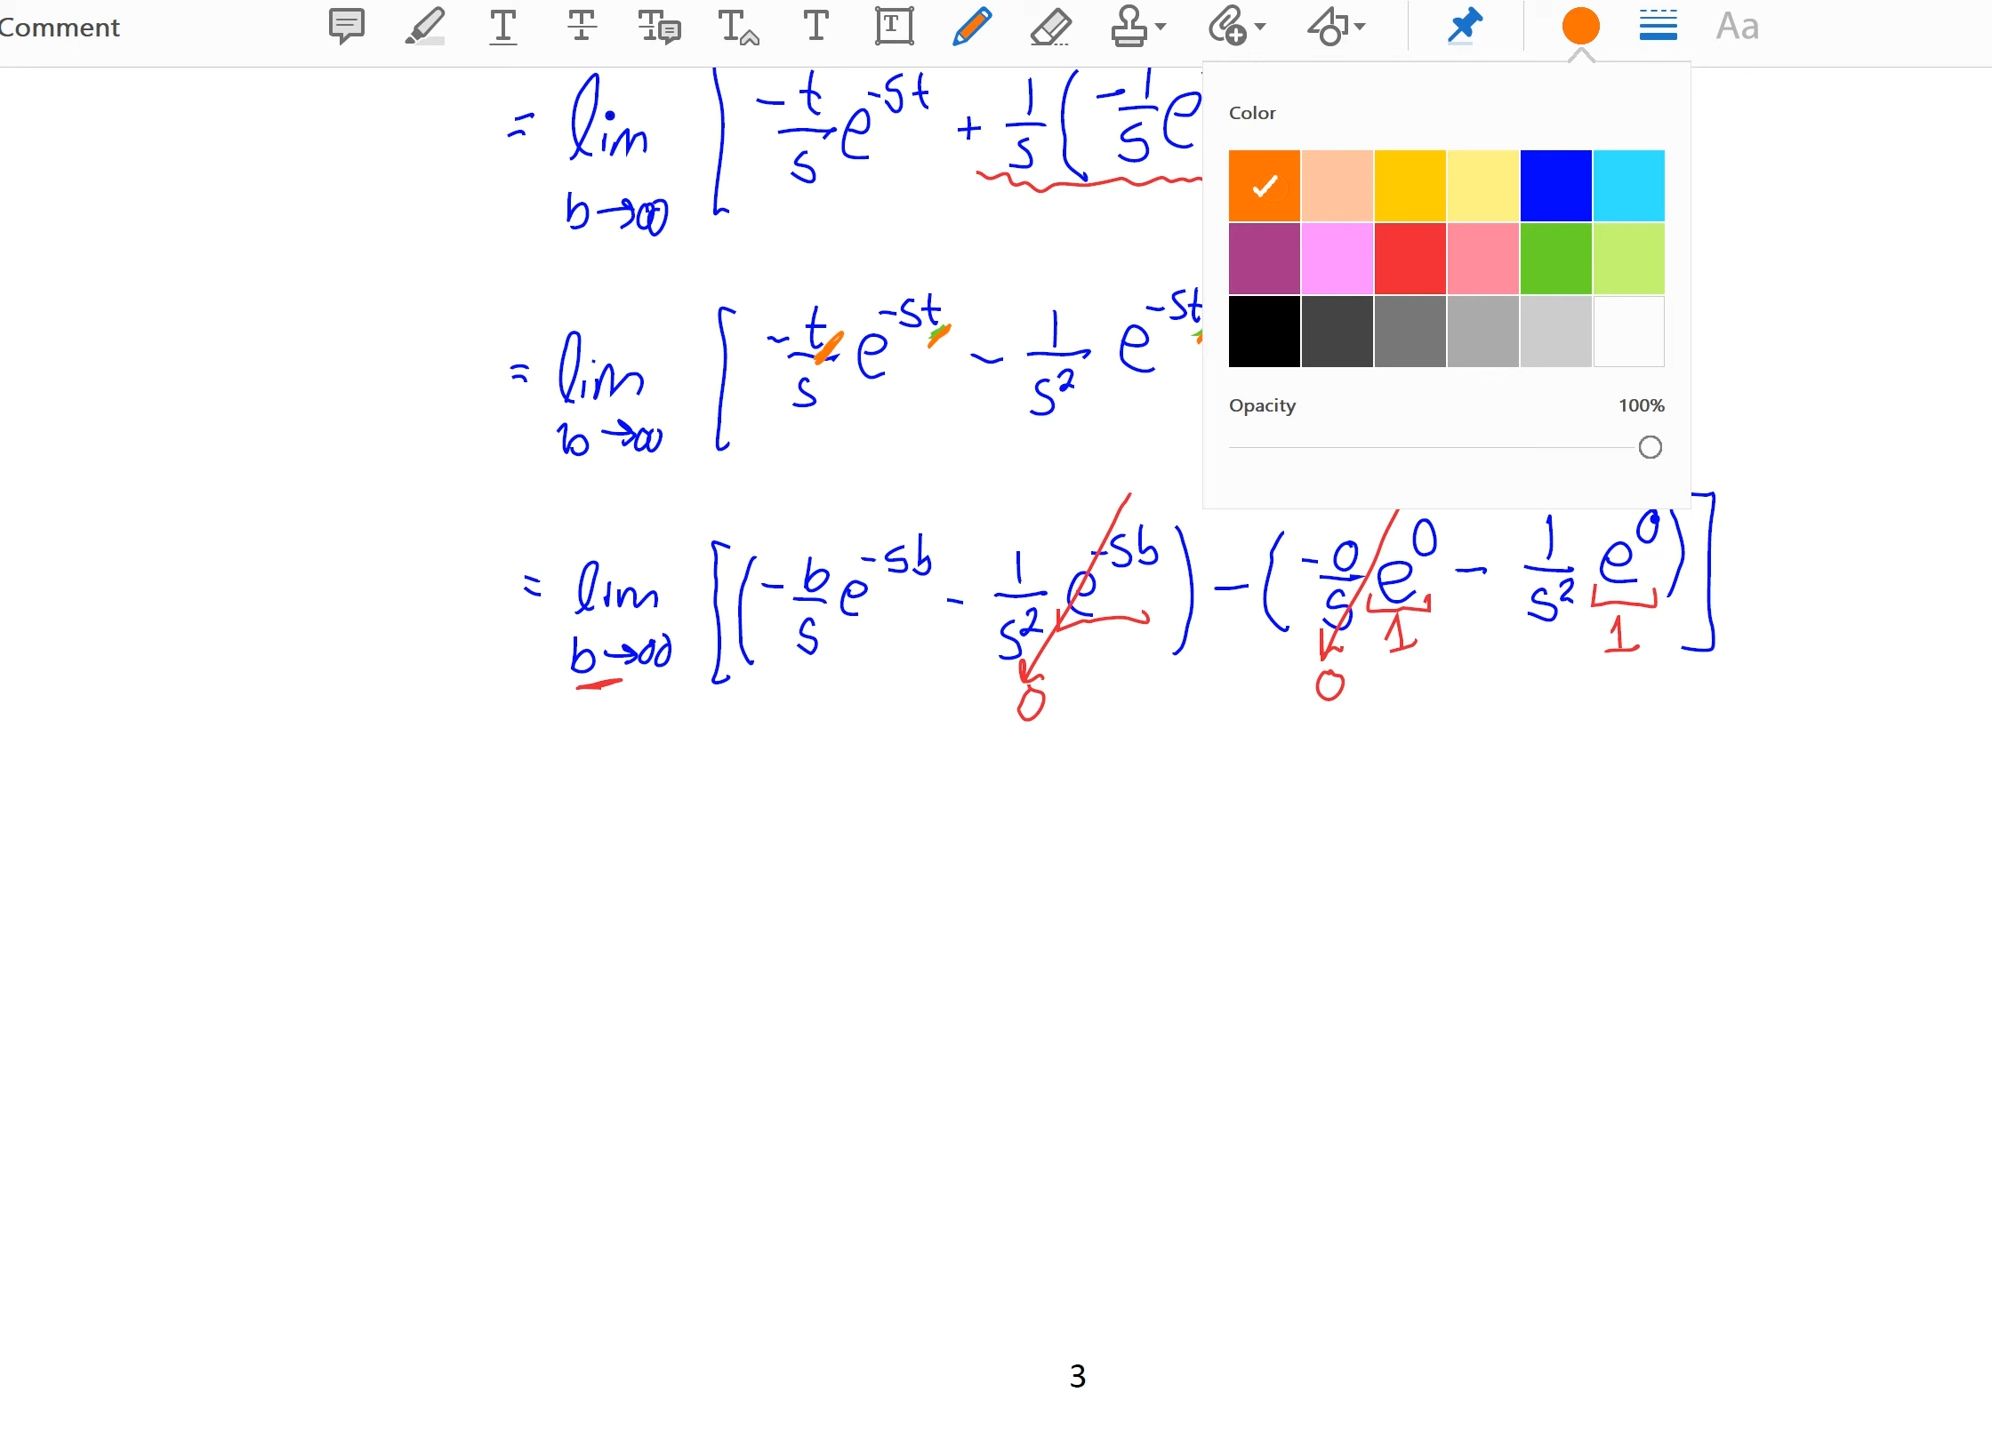 Comment T T T T T T Aa
Color
Opacity 100%
= lim b→∞ [ -t/s e^-st + 1/s ( -1/s e
= lim b→∞ [ -t/s e^-st - 1/s² e^-st
= lim b→∞ [ ( -b/s e^-sb - 1/s² e^-sb ) - ( -0/s e^0 - 1/s² e^0 ) ]
0 0 1 1
3